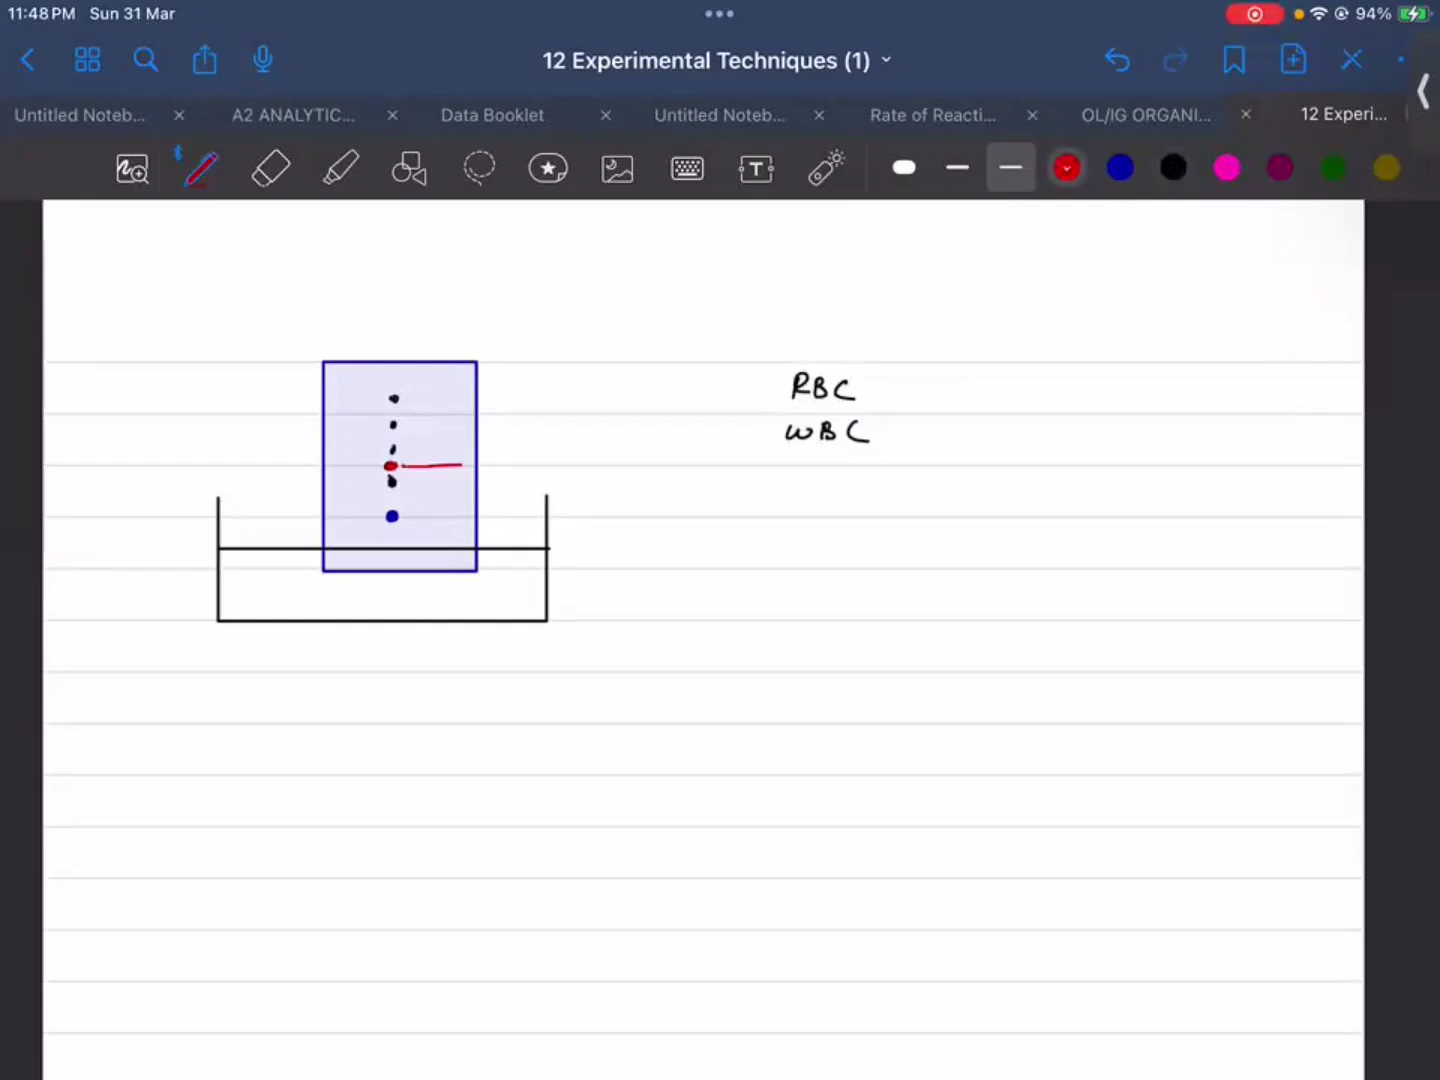 11:48 PM Sun 31 Mar
94%
12 Experimental Techniques (1)
Untitled Noteb...
A2 ANALYTIC...
Data Booklet
Untitled Noteb...
Rate of Reacti...
OL/IG ORGANI...
12 Experi...
RBC
WBC